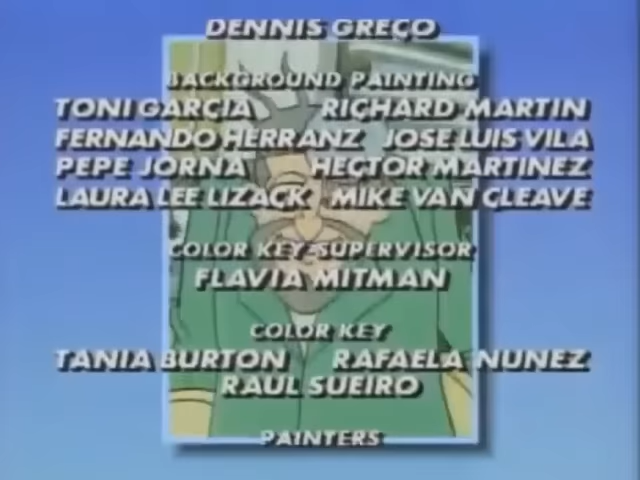 DENNIS GRECO
BACKGROUND PAINTING
TONI GARCIA RICHARD MARTIN
FERNANDO HERRANZ JOSE LUIS VILA
PEPE JORNA HECTOR MARTINEZ
LAURA LEE LIZACK MIKE VAN CLEAVE
COLOR KEY SUPERVISOR
FLAVIA MITMAN
COLOR KEY
TANIA BURTON RAFAELA NUNEZ
RAUL SUEIRO
PAINTERS